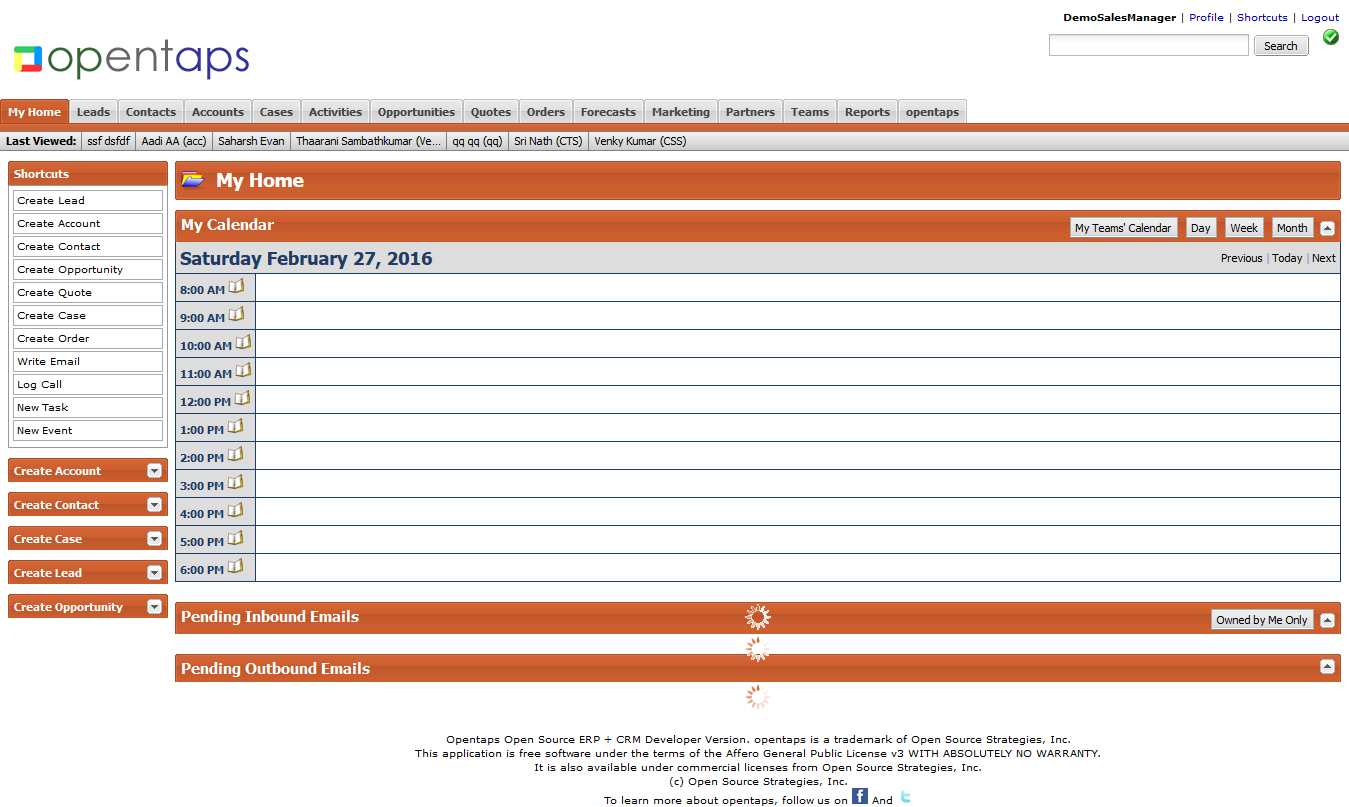 DemoSalesManager | Profile | Shortcuts | Logout
opentaps
Search
My Home Leads Contacts Accounts Cases Activities Opportunities Quotes Orders Forecasts Marketing Partners Teams Reports opentaps
Last Viewed: ssf dsfdf Aadi AA (acc) Saharsh Evan Thaarani Sambathkumar (Ve... qq qq (qq) Sri Nath (CTS) Venky Kumar (CSS)
Shortcuts
Create Lead
Create Account
Create Contact
Create Opportunity
Create Quote
Create Case
Create Order
Write Email
Log Call
New Task
New Event
Create Account
Create Contact
Create Case
Create Lead
Create Opportunity
My Home
My Calendar My Teams' Calendar Day Week Month
Saturday February 27, 2016 Previous | Today | Next
8:00 AM
9:00 AM
10:00 AM
11:00 AM
12:00 PM
1:00 PM
2:00 PM
3:00 PM
4:00 PM
5:00 PM
6:00 PM
Pending Inbound Emails Owned by Me Only
Pending Outbound Emails
Opentaps Open Source ERP + CRM Developer Version. opentaps is a trademark of Open Source Strategies, Inc.
This application is free software under the terms of the Affero General Public License v3 WITH ABSOLUTELY NO WARRANTY.
It is also available under commercial licenses from Open Source Strategies, Inc.
(c) Open Source Strategies, Inc.
To learn more about opentaps, follow us on f And t